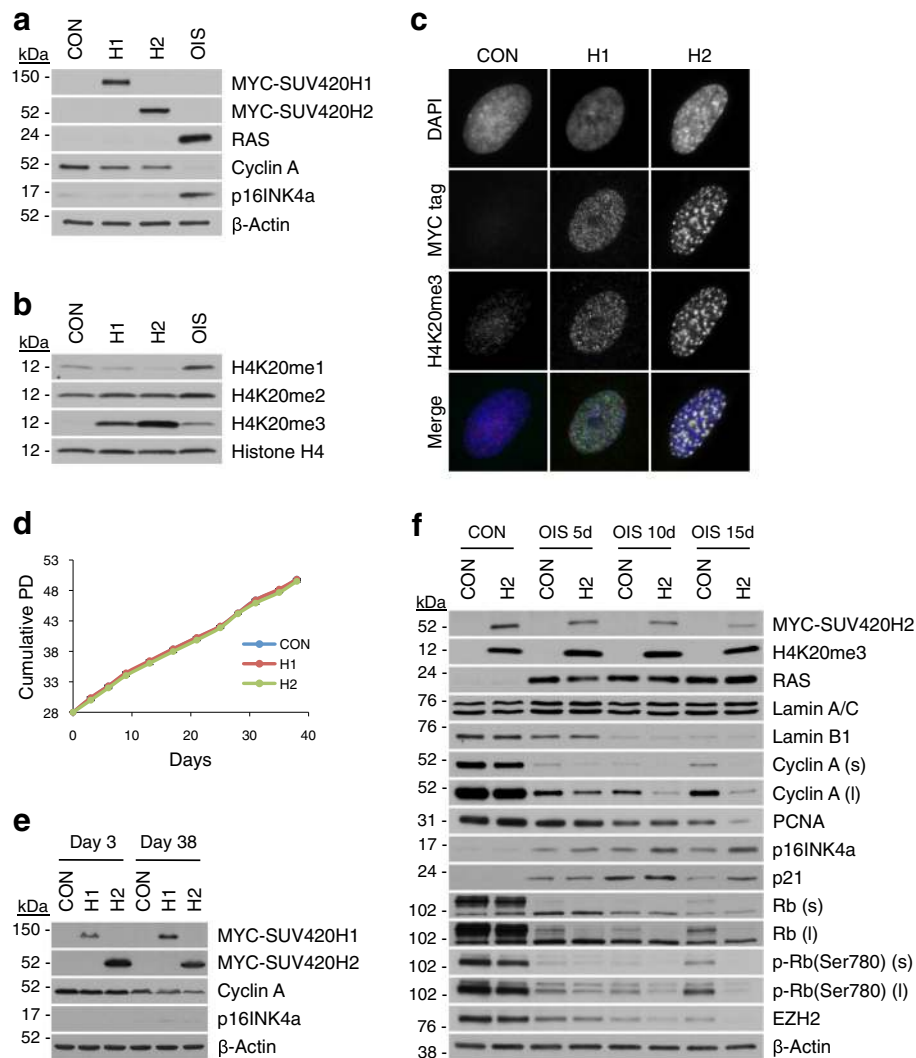 a
kDa
CON H1 H2 OIS
150 - MYC-SUV420H1
52 - MYC-SUV420H2
24 - RAS
52 - Cyclin A
17 - p16INK4a
52 - β-Actin
b
kDa
CON H1 H2 OIS
12 - H4K20me1
12 - H4K20me2
12 - H4K20me3
12 - Histone H4
c
CON H1 H2
DAPI
MYC tag
H4K20me3
Merge
d
Cumulative PD
53
48
43
38
33
28
0 10 20 30 40
Days
CON
H1
H2
e
Day 3 Day 38
kDa
CON H1 H2 CON H1 H2
150 - MYC-SUV420H1
52 - MYC-SUV420H2
52 - Cyclin A
17 - p16INK4a
52 - β-Actin
f
CON OIS 5d OIS 10d OIS 15d
kDa
CON H2 CON H2 CON H2 CON H2
52 - MYC-SUV420H2
12 - H4K20me3
24 - RAS
76 - Lamin A/C
76 - Lamin B1
52 - Cyclin A (s)
52 - Cyclin A (l)
31 - PCNA
17 - p16INK4a
24 - p21
102 - Rb (s)
102 - Rb (l)
102 - p-Rb(Ser780) (s)
102 - p-Rb(Ser780) (l)
76 - EZH2
38 - β-Actin